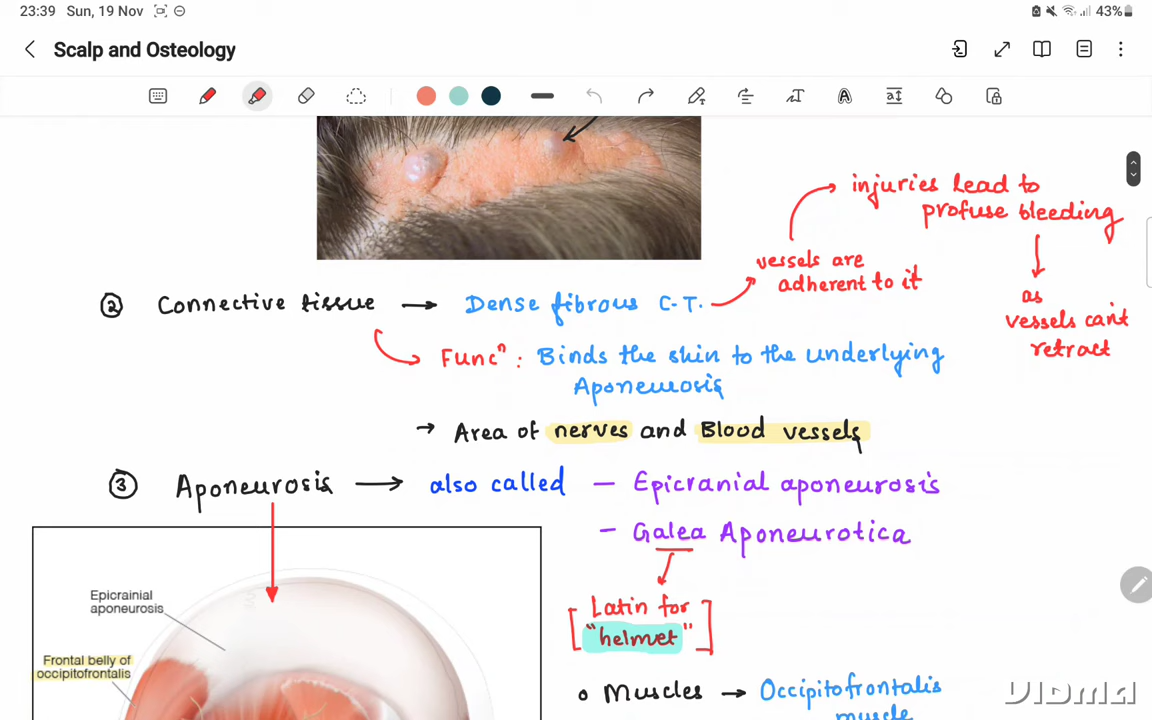 23:39 Sun, 19 Nov
43%
Scalp and Osteology
injuries lead to
profuse bleeding
vessels are
adherent to it
as
vessels can't
retract
② Connective tissue → Dense fibrous C.T.
Funcⁿ : Binds the skin to the underlying
Aponeurosis
→ Area of nerves and Blood vessels
③ Aponeurosis → also called — Epicranial aponeurosis
— Galea Aponeurotica
[Latin for
"helmet"]
Epicrainial
aponeurosis
Frontal belly of
occipitofrontalis
o Muscles → Occipitofrontalis
muscle
VIDMA